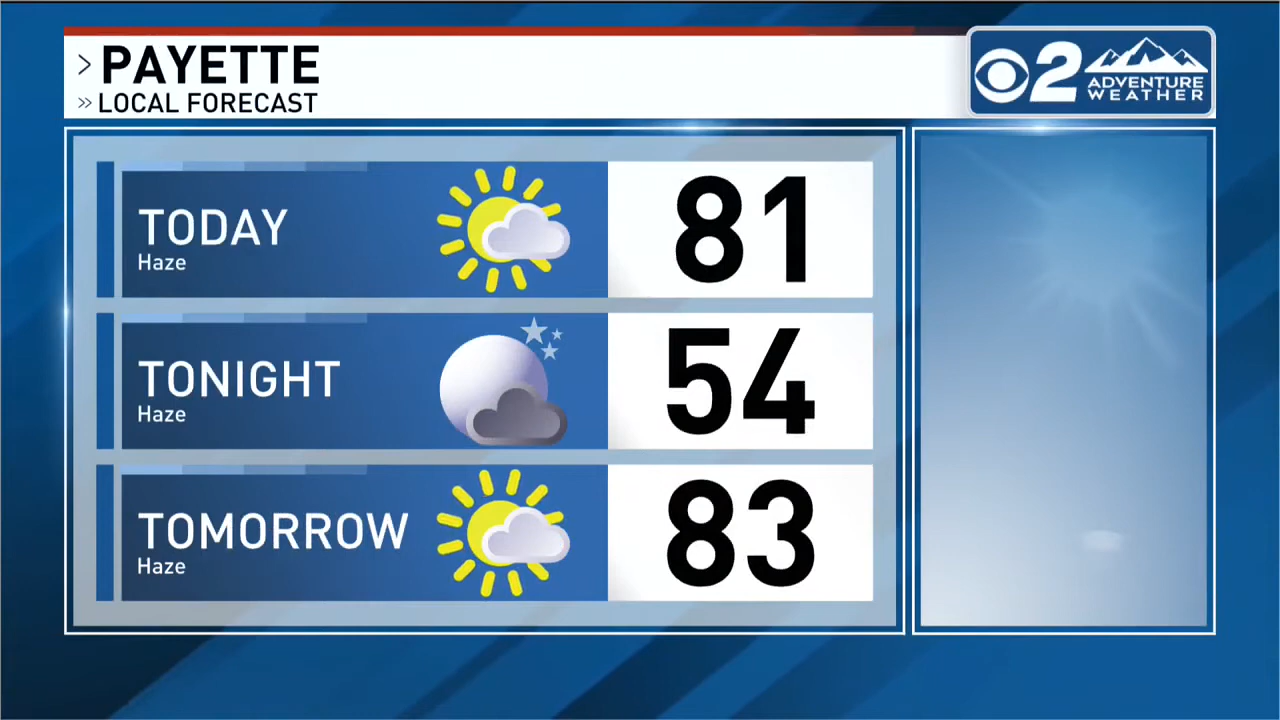 > PAYETTE
» LOCAL FORECAST
2 ADVENTURE
WEATHER
TODAY
Haze
81
TONIGHT
Haze
54
TOMORROW
Haze
83